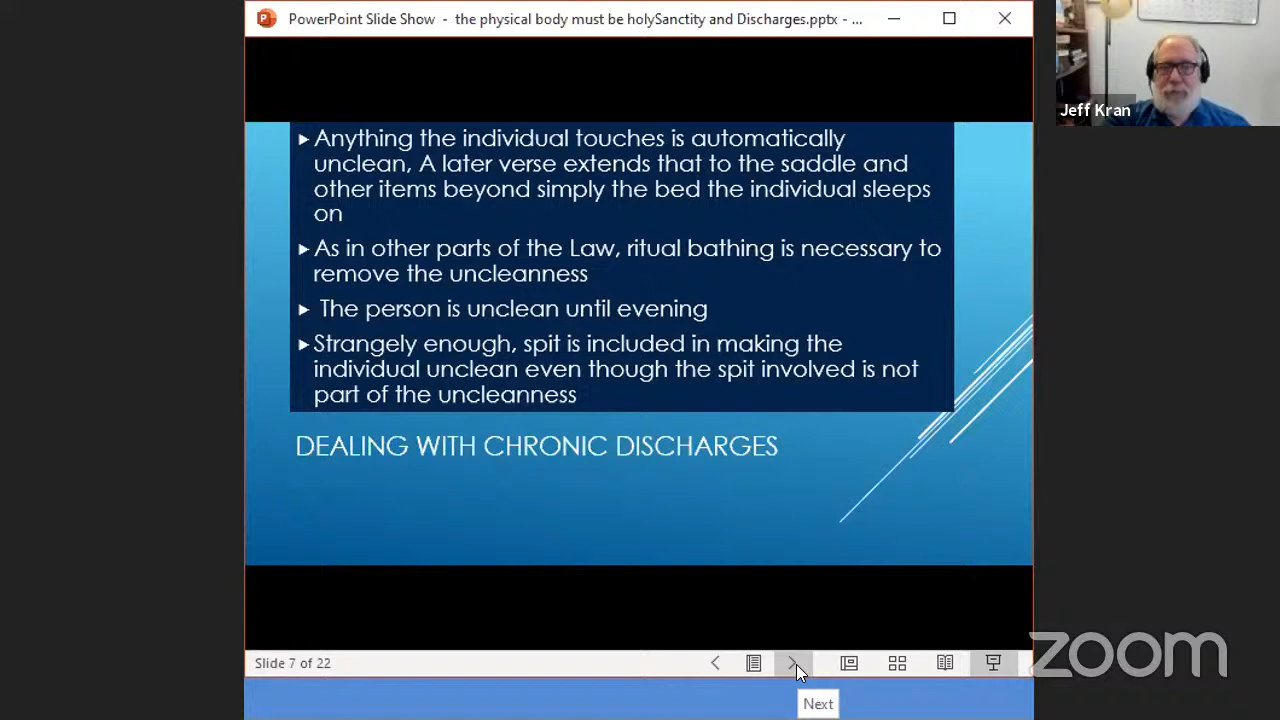 PowerPoint Slide Show - the physical body must be holySanctity and Discharges.pptx - ...
Jeff Kran
Anything the individual touches is automatically
unclean, A later verse extends that to the saddle and
other items beyond simply the bed the individual sleeps
on
As in other parts of the Law, ritual bathing is necessary to
remove the uncleanness
The person is unclean until evening
Strangely enough, spit is included in making the
individual unclean even though the spit involved is not
part of the uncleanness
DEALING WITH CHRONIC DISCHARGES
Slide 7 of 22
Next
zoom